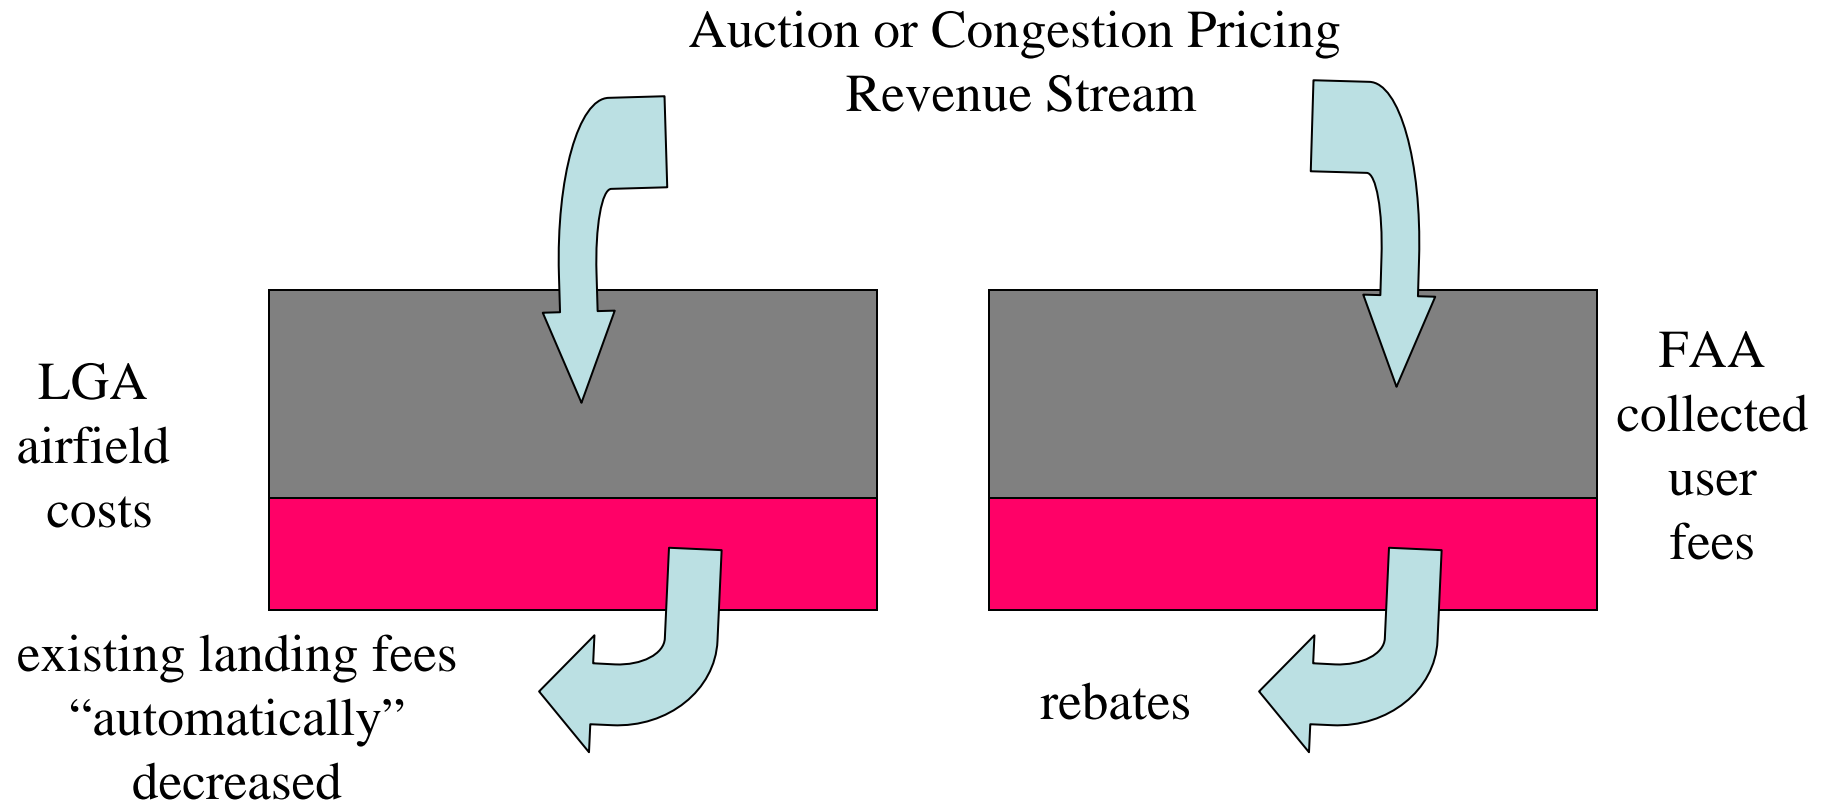 Auction or Congestion Pricing
Revenue Stream
LGA
airfield
costs
FAA
collected
user
fees
existing landing fees
“automatically”
decreased
rebates